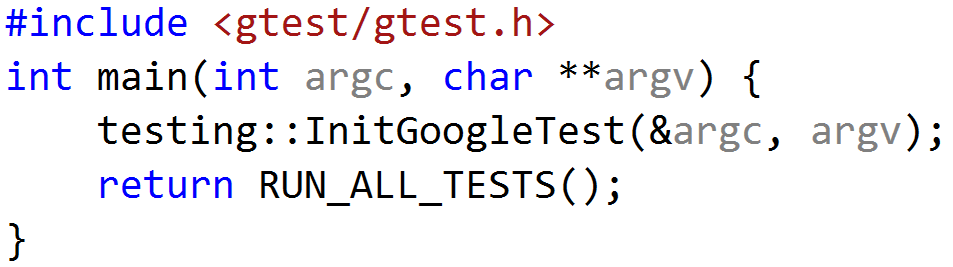 #include <gtest/gtest.h>
int main(int argc, char **argv) {
    testing::InitGoogleTest(&argc, argv);
    return RUN_ALL_TESTS();
}